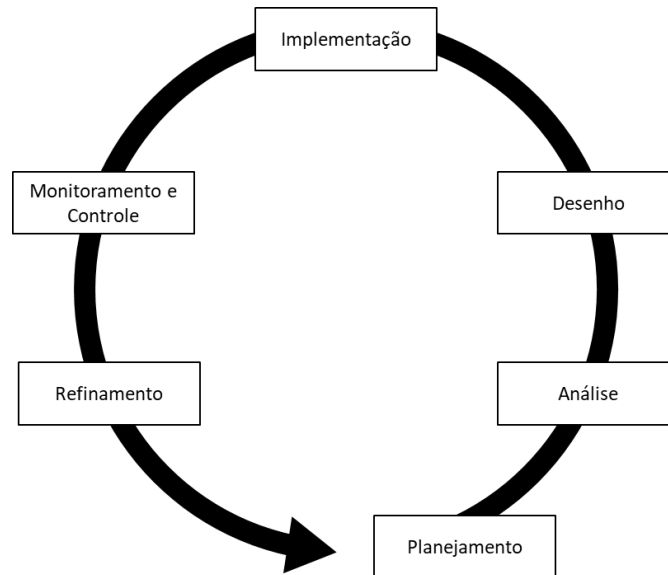 Implementação
Monitoramento e
Controle
Desenho
Refinamento
Análise
Planejamento